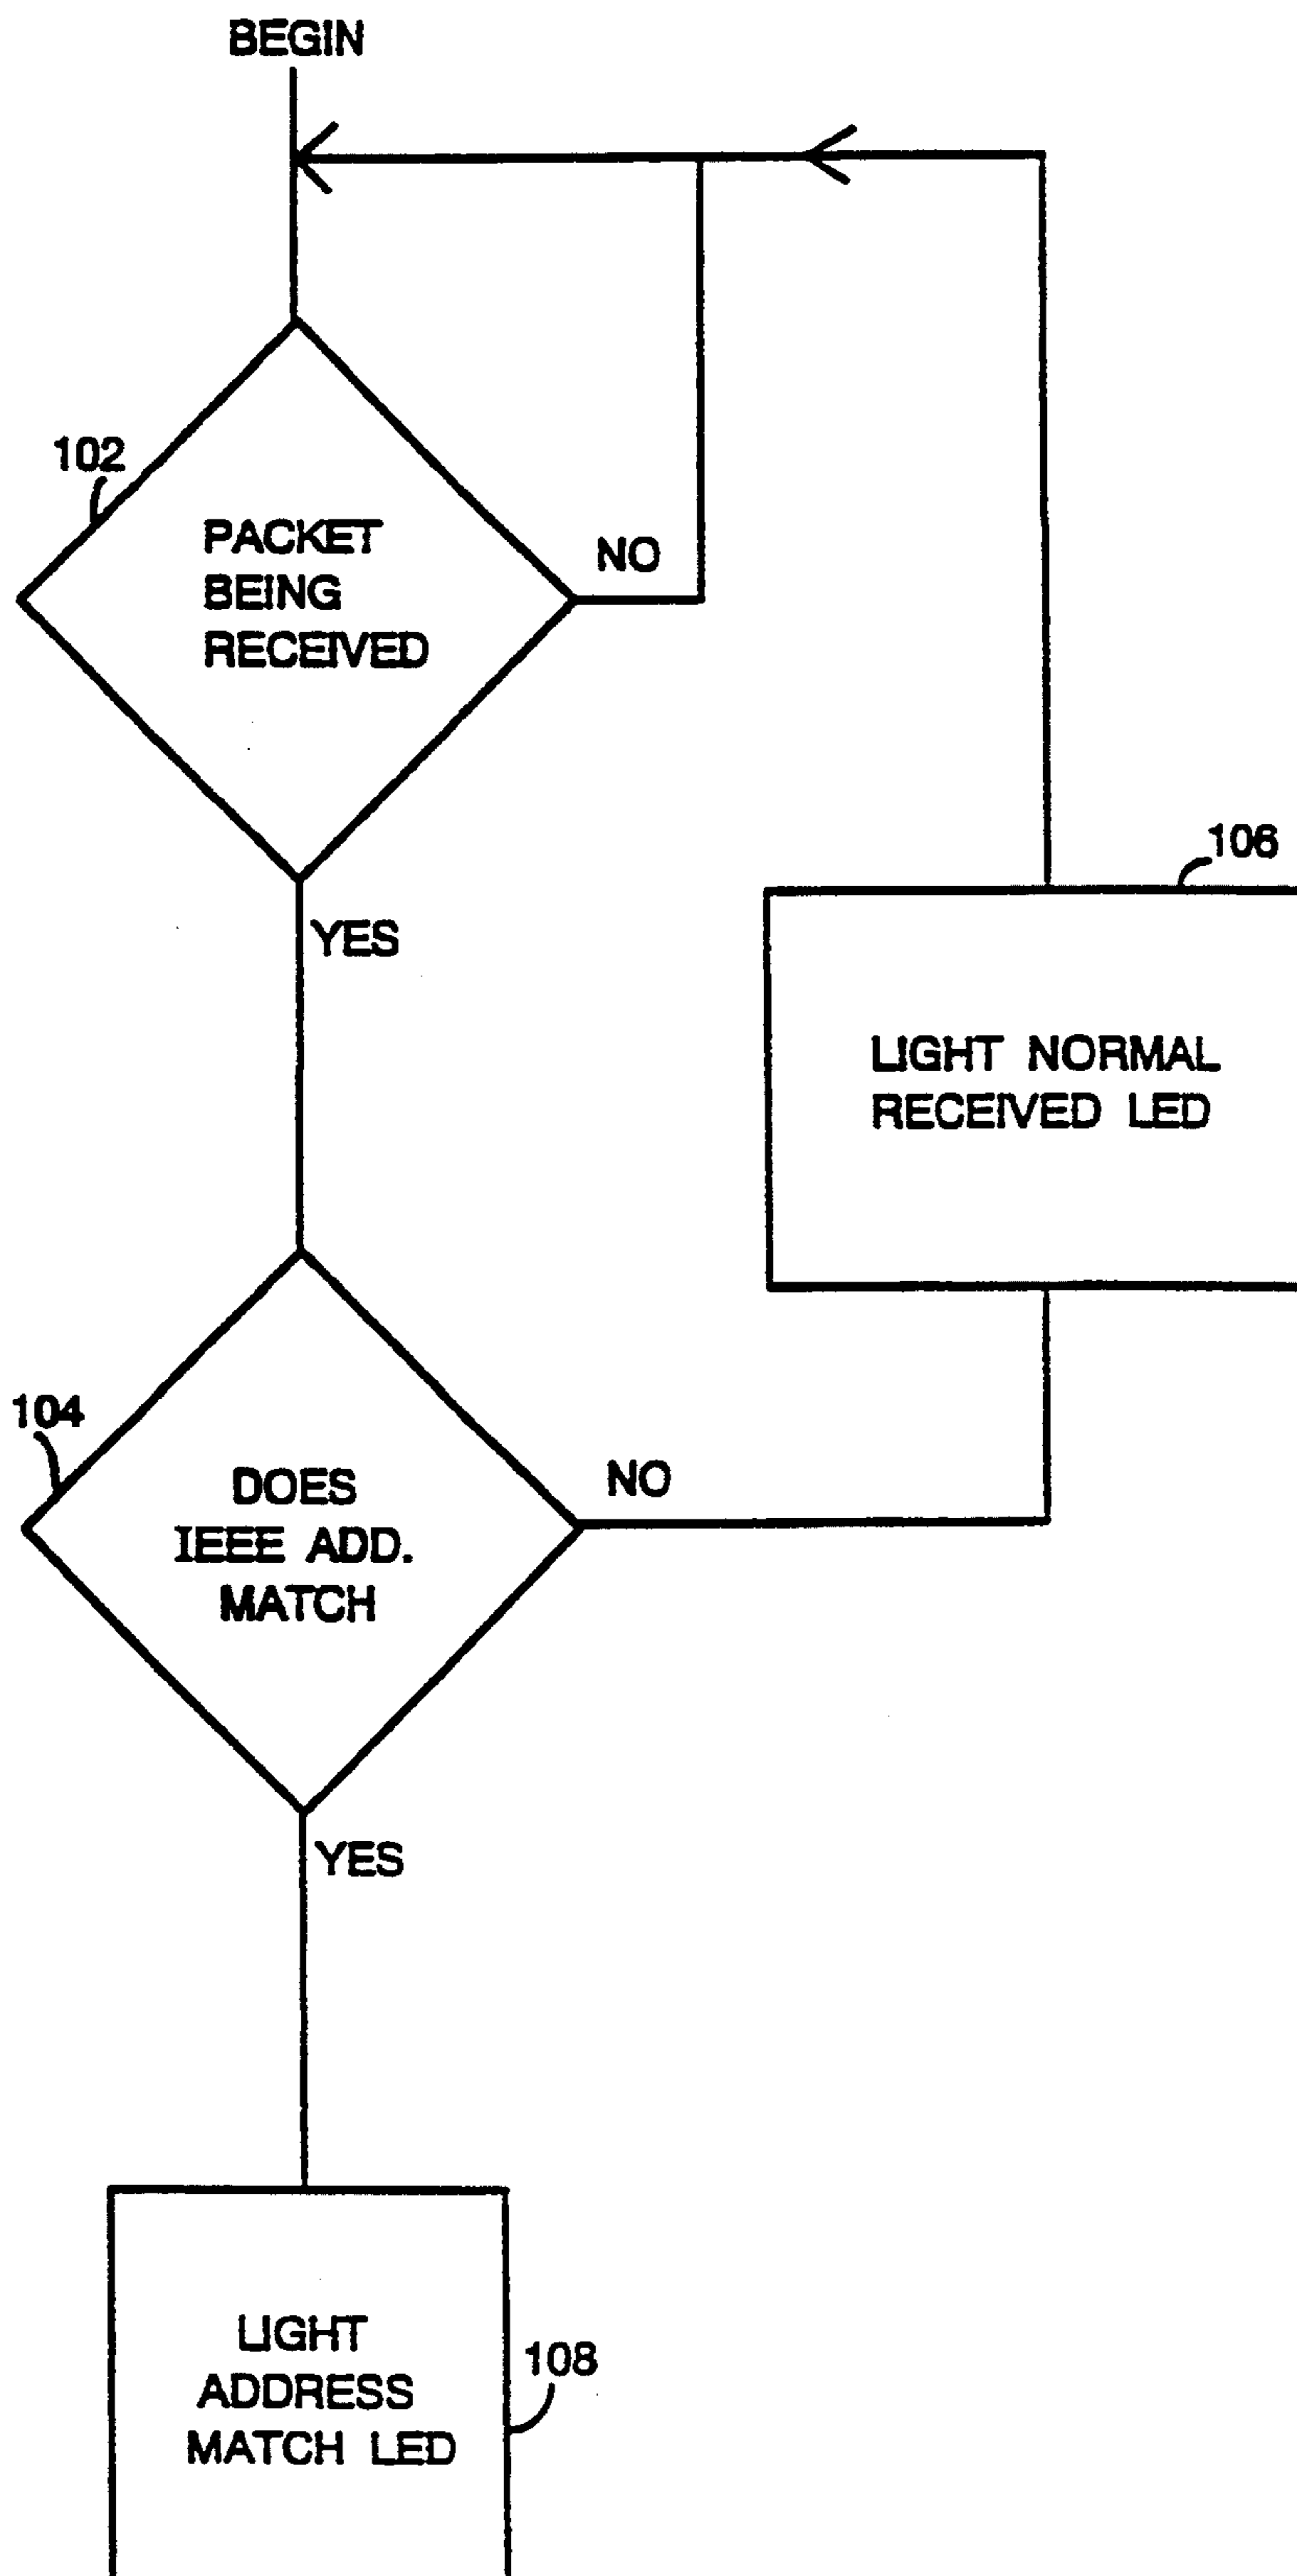 BEGIN
102
PACKET
BEING
RECEIVED
NO
YES
106
LIGHT NORMAL
RECEIVED LED
104
DOES
IEEE ADD.
MATCH
NO
YES
LIGHT
ADDRESS
MATCH LED
108